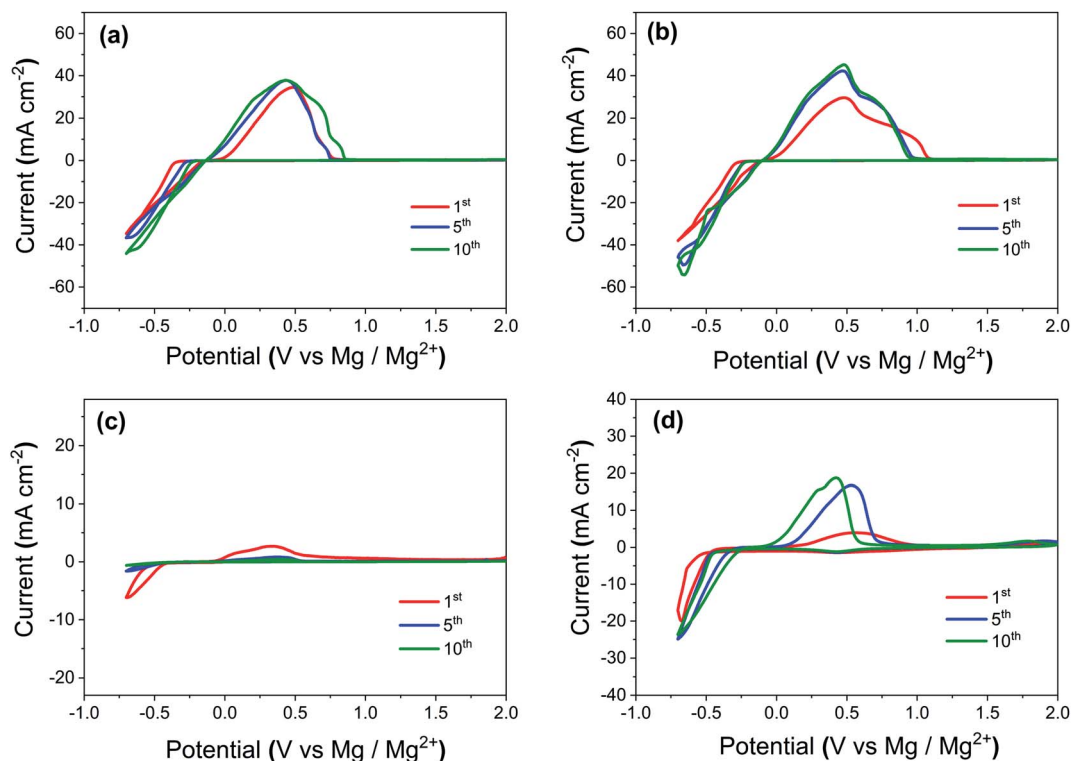 (a)
60
40
20
0
-20
-40
-60
Current (mA cm⁻²)
1st
5th
10th
-1.0 -0.5 0.0 0.5 1.0 1.5 2.0
Potential (V vs Mg / Mg²⁺)
(b)
60
40
20
0
-20
-40
-60
Current (mA cm⁻²)
1st
5th
10th
-1.0 -0.5 0.0 0.5 1.0 1.5 2.0
Potential (V vs Mg / Mg²⁺)
(c)
20
10
0
-10
-20
Current (mA cm⁻²)
1st
5th
10th
-1.0 -0.5 0.0 0.5 1.0 1.5 2.0
Potential (V vs Mg / Mg²⁺)
(d)
40
30
20
10
0
-10
-20
-30
-40
Current (mA cm⁻²)
1st
5th
10th
-1.0 -0.5 0.0 0.5 1.0 1.5 2.0
Potential (V vs Mg / Mg²⁺)